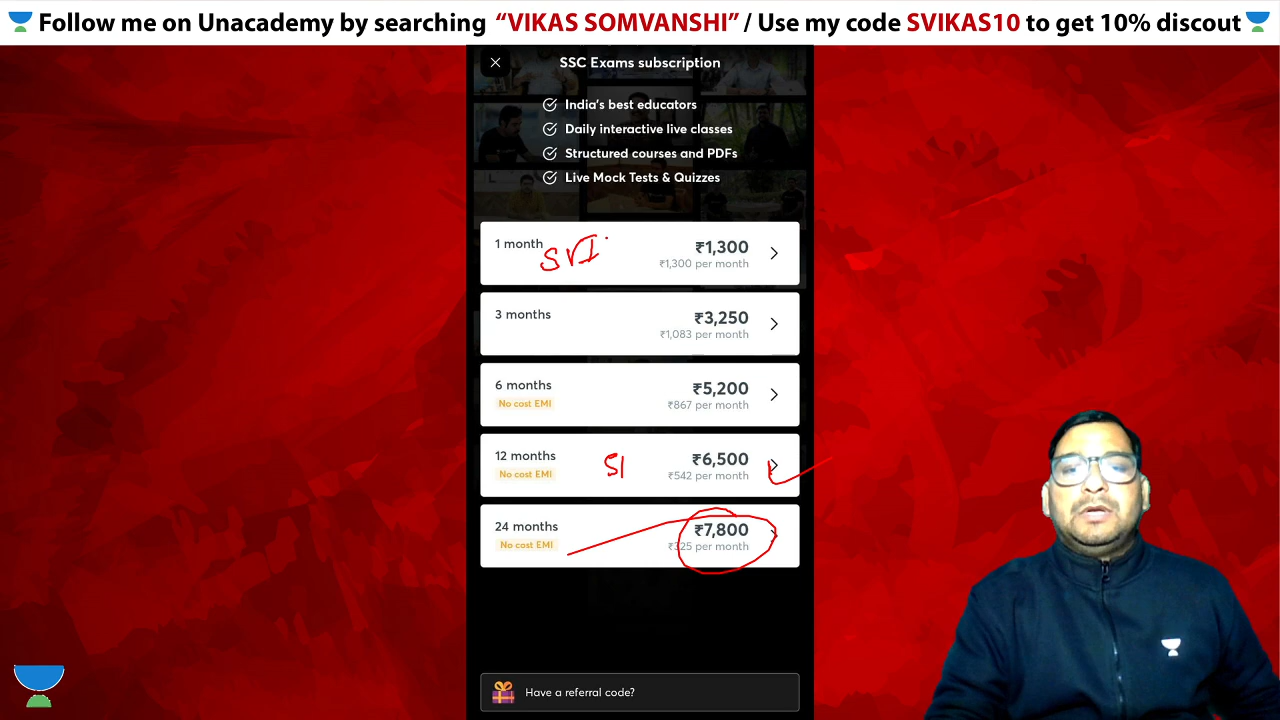 Follow me on Unacademy by searching "VIKAS SOMVANSHI" / Use my code SVIKAS10 to get 10% discout
SSC Exams subscription
India's best educators
Daily interactive live classes
Structured courses and PDFs
Live Mock Tests & Quizzes
1 month ₹1,300
SVI
₹1,300 per month
3 months ₹3,250
₹1,083 per month
6 months ₹5,200
No cost EMI ₹867 per month
12 months ₹6,500
No cost EMI ₹542 per month
24 months ₹7,800
No cost EMI ₹325 per month
Have a referral code?